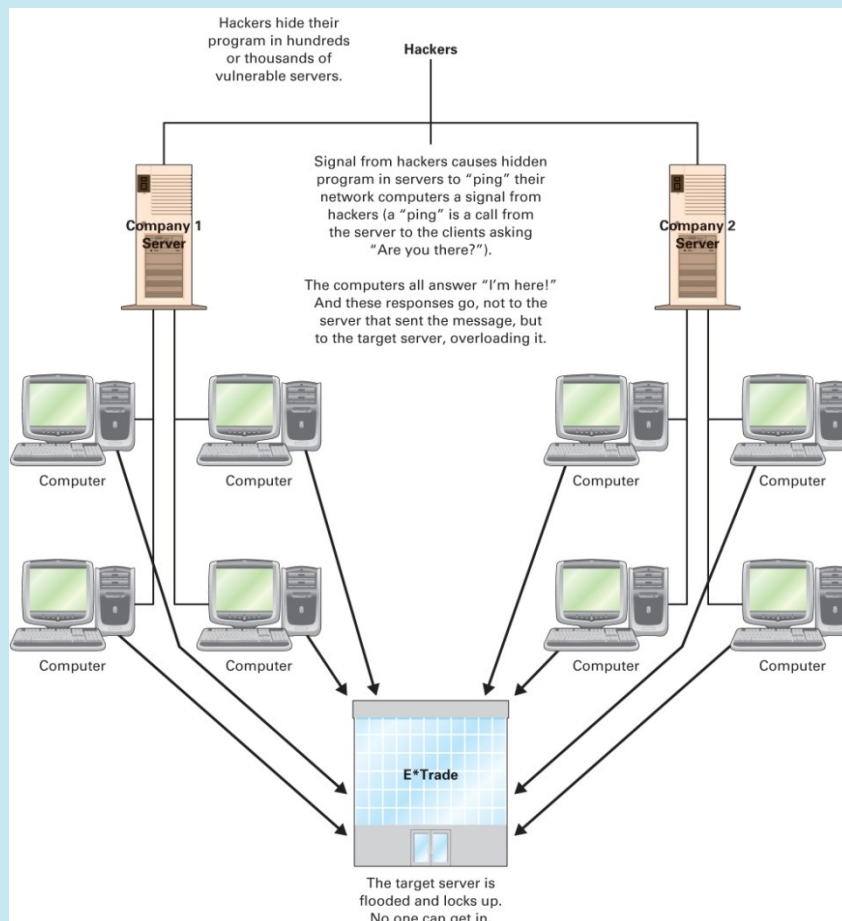 Hackers hide their
program in hundreds
or thousands of
vulnerable servers.
Hackers
Signal from hackers causes hidden
program in servers to “ping” their
network computers a signal from
hackers (a “ping” is a call from
the server to the clients asking
“Are you there?”).
The computers all answer “I’m here!”
And these responses go, not to the
server that sent the message, but
to the target server, overloading it.
Company 1
Server
Company 2
Server
Computer
Computer
Computer
Computer
Computer
Computer
Computer
Computer
E*Trade
The target server is
flooded and locks up.
No one can get in.